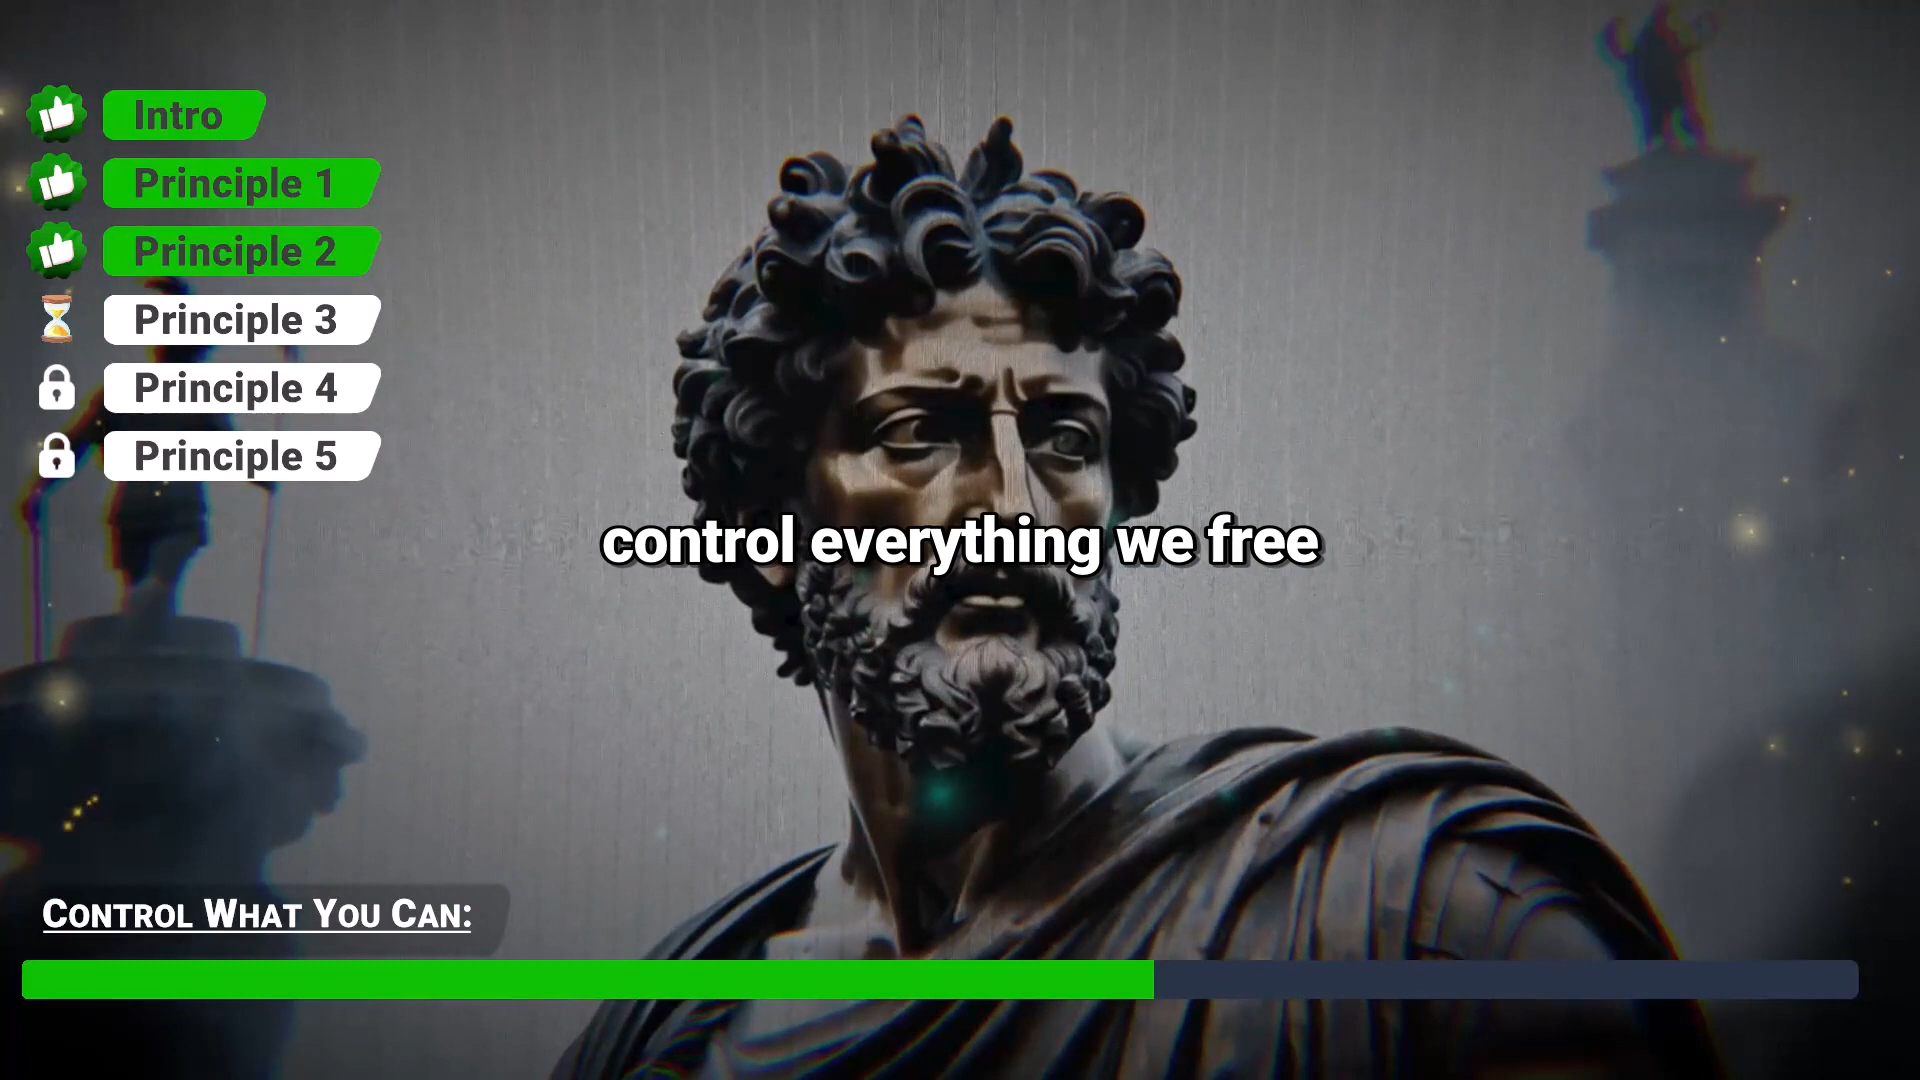 Intro
Principle 1
Principle 2
Principle 3
Principle 4
Principle 5
control everything we free
Control What You Can: